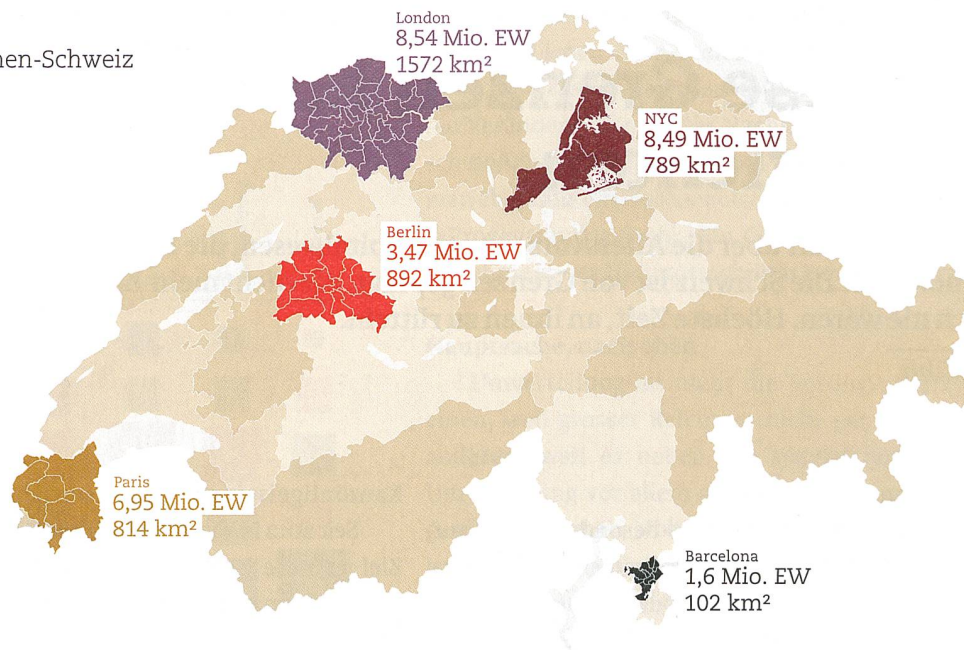 London
8,54 Mio. EW
1572 km²
nen-Schweiz
NYC
8,49 Mio. EW
789 km²
Berlin
3,47 Mio. EW
892 km²
Paris
6,95 Mio. EW
814 km²
Barcelona
1,6 Mio. EW
102 km²